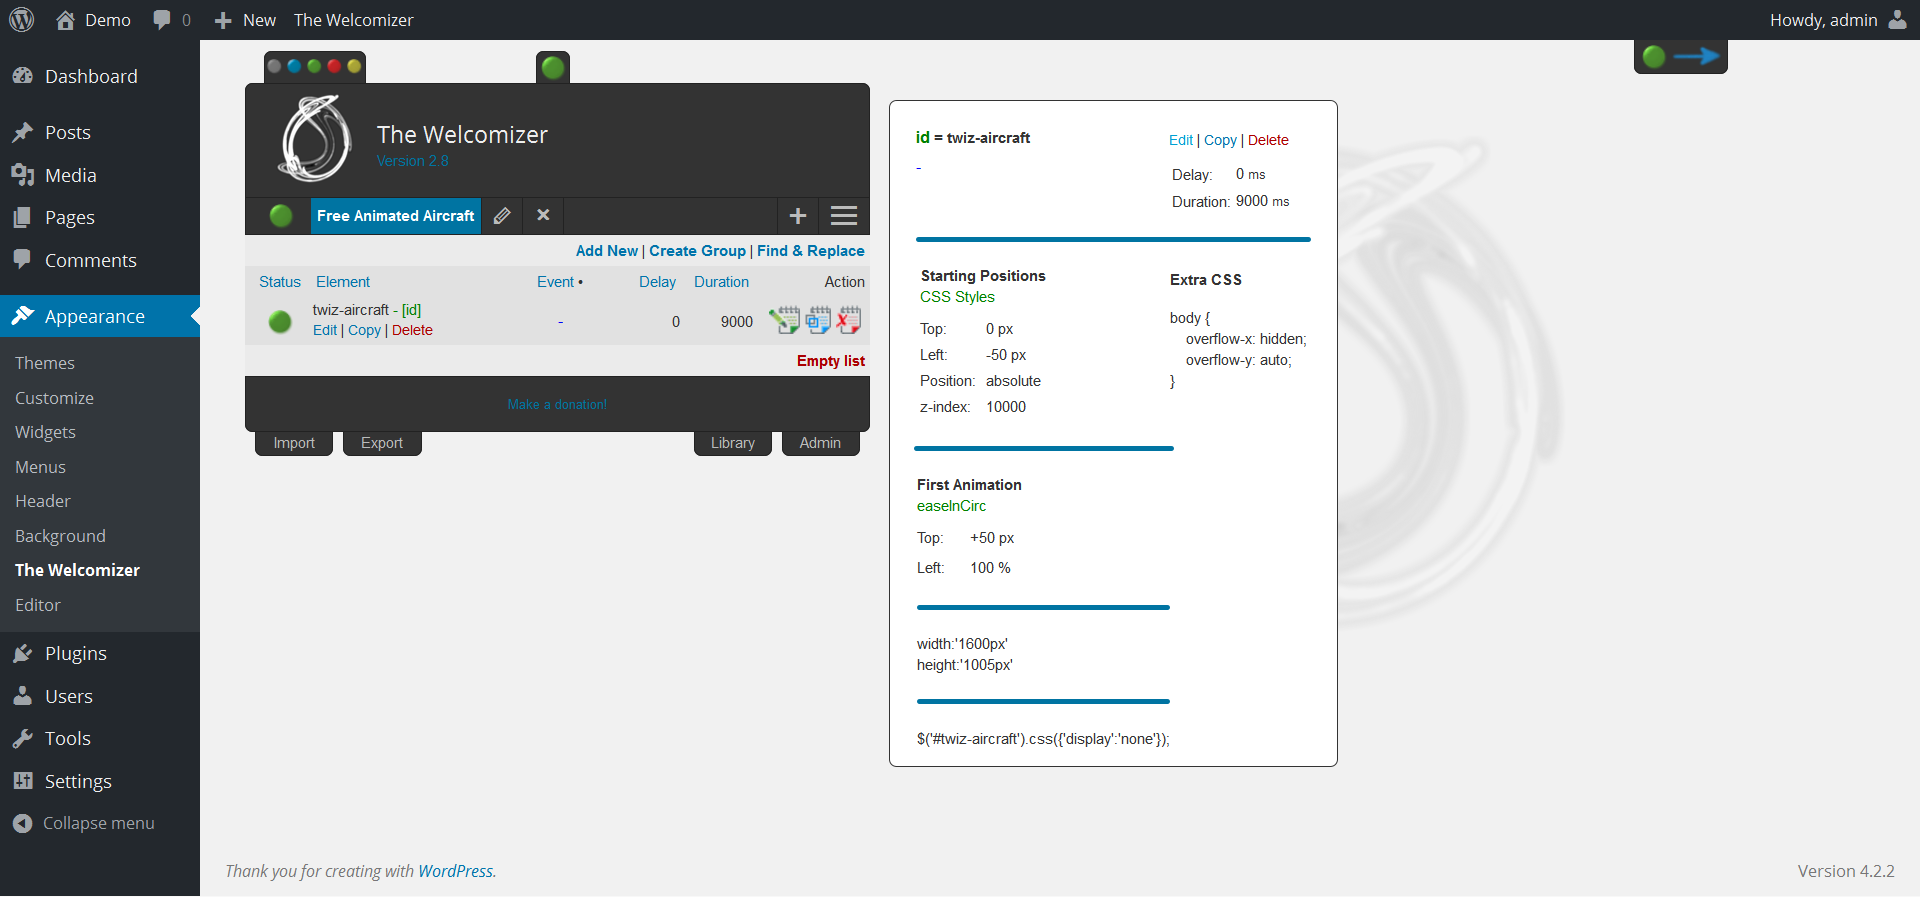 Demo 0 New The Welcomizer Howdy, admin
Dashboard
Posts
Media
Pages
Comments
Appearance
Themes
Customize
Widgets
Menus
Header
Background
The Welcomizer
Editor
Plugins
Users
Tools
Settings
Collapse menu
The Welcomizer
Version 2.8
Free Animated Aircraft
Add New | Create Group | Find & Replace
Status Element Event • Delay Duration Action
twiz-aircraft - [id]
Edit | Copy | Delete - 0 9000
Empty list
Make a donation!
Import Export Library Admin
id = twiz-aircraft Edit | Copy | Delete
-
Delay: 0 ms
Duration: 9000 ms
Starting Positions
CSS Styles
Top: 0 px
Left: -50 px
Position: absolute
z-index: 10000
Extra CSS
body {
overflow-x: hidden;
overflow-y: auto;
}
First Animation
easeInCirc
Top: +50 px
Left: 100 %
width:'1600px'
height:'1005px'
$('#twiz-aircraft').css({'display':'none'});
Thank you for creating with WordPress. Version 4.2.2